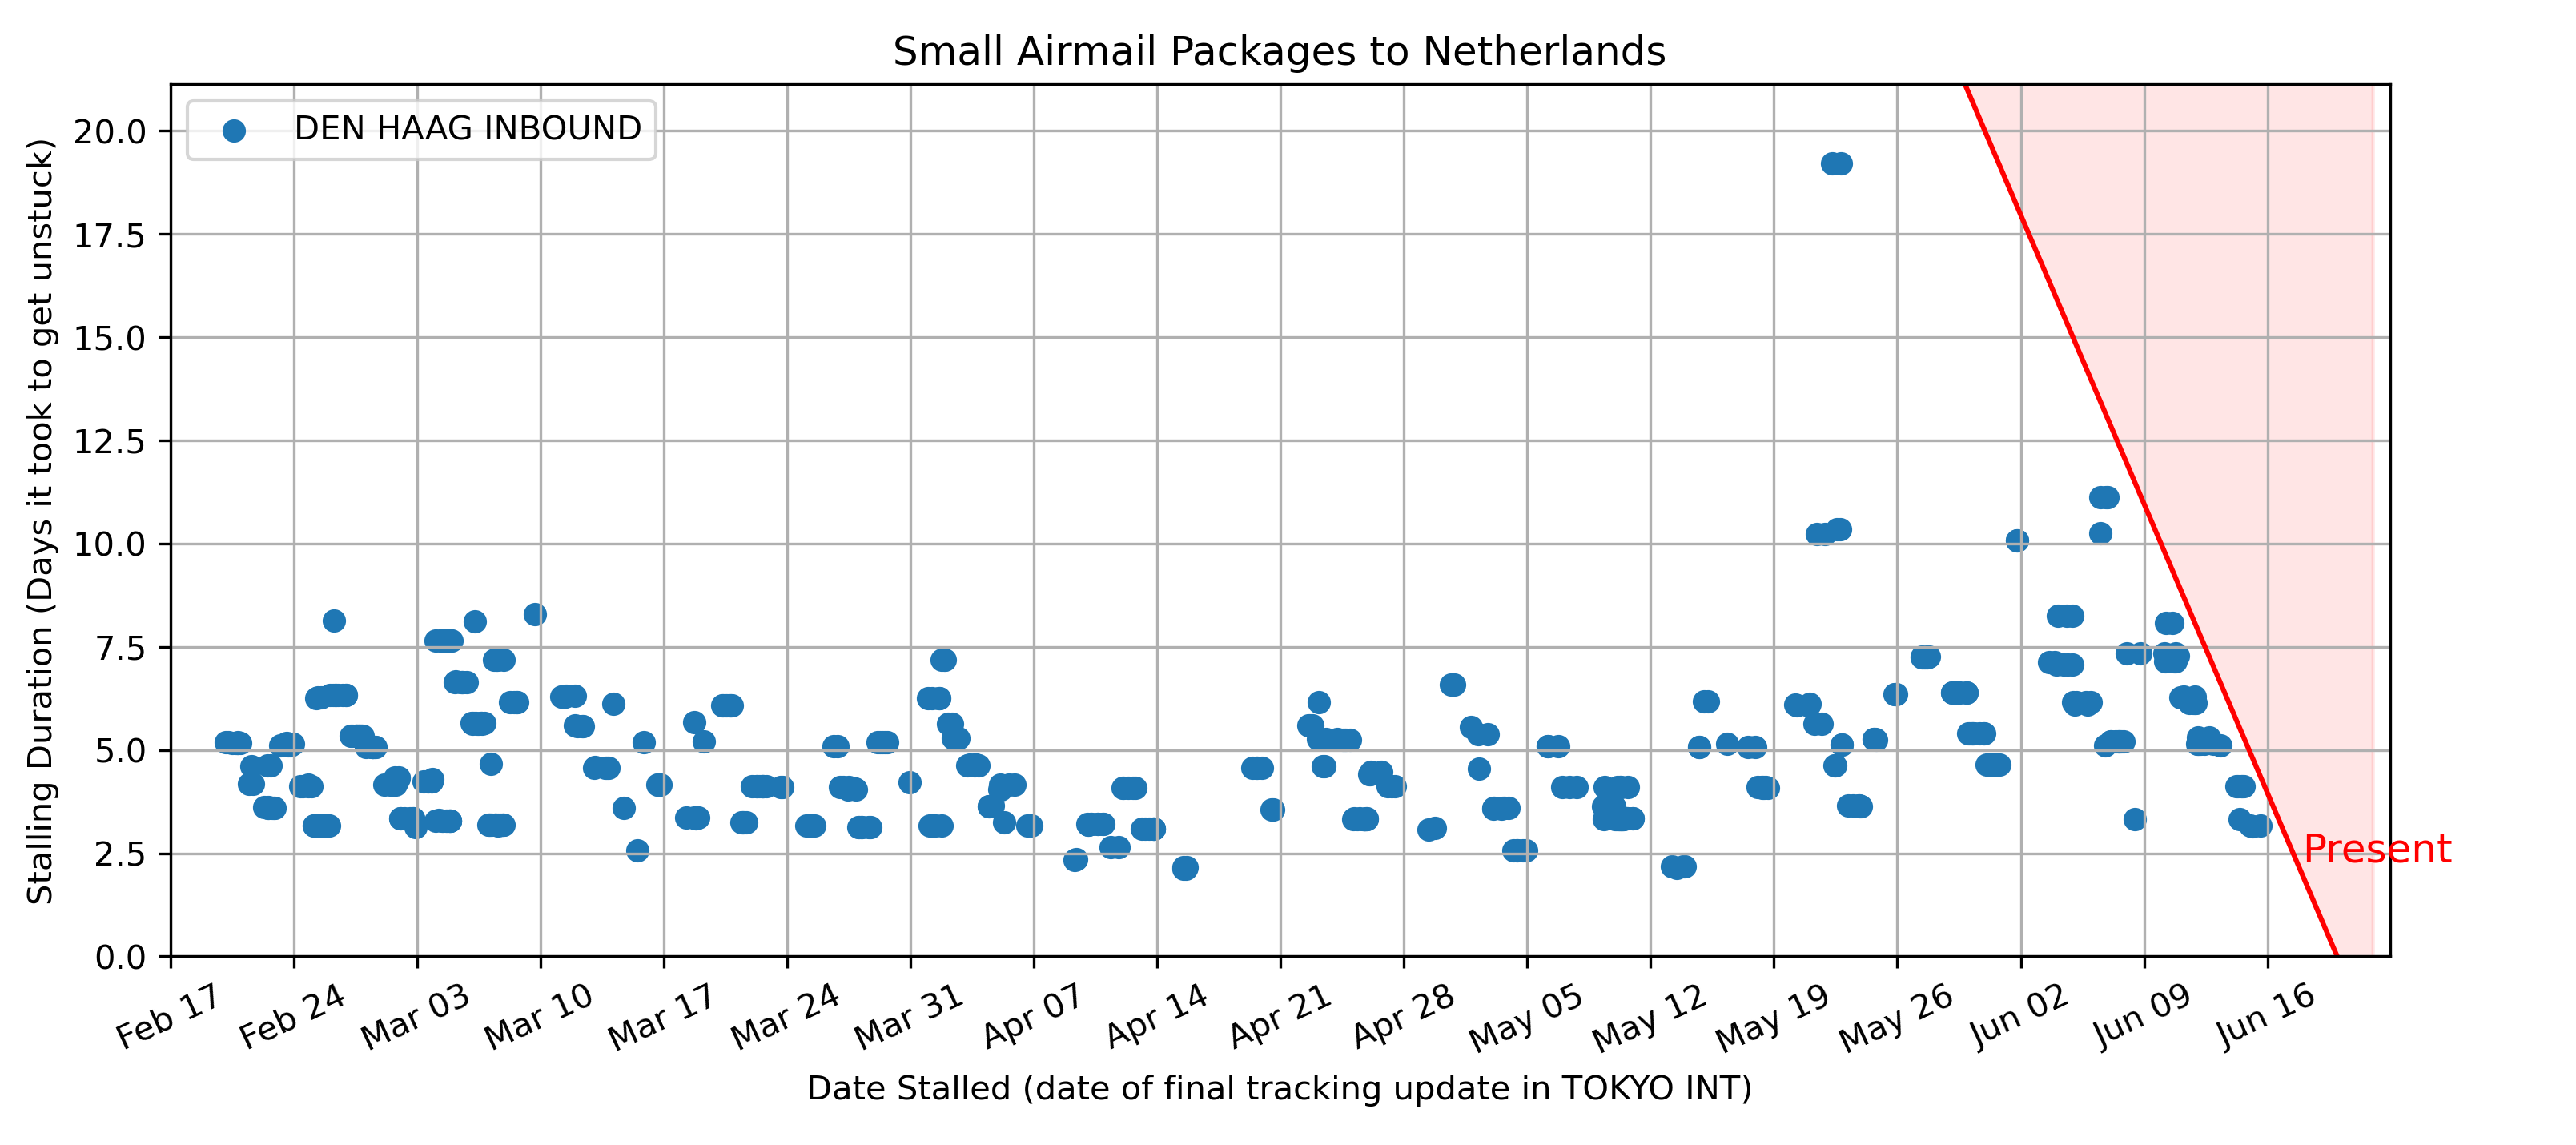 Small Airmail Packages to Netherlands
DEN HAAG INBOUND
Stalling Duration (Days it took to get unstuck)
20.0
17.5
15.0
12.5
10.0
7.5
5.0
2.5
0.0
Present
Feb 17 Feb 24 Mar 03 Mar 10 Mar 17 Mar 24 Mar 31 Apr 07 Apr 14 Apr 21 Apr 28 May 05 May 12 May 19 May 26 Jun 02 Jun 09 Jun 16
Date Stalled (date of final tracking update in TOKYO INT)